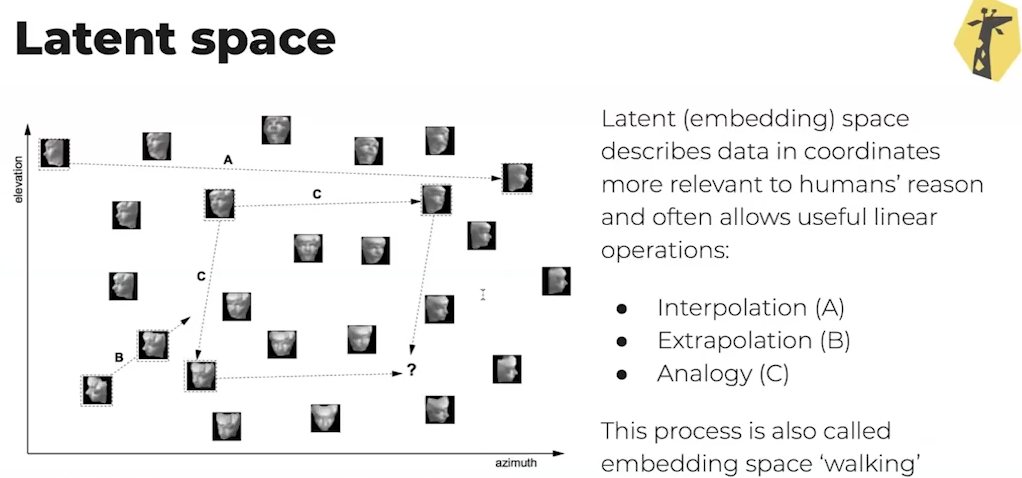 Latent space
elevation
A
C
C
B
?
azimuth
Latent (embedding) space
describes data in coordinates
more relevant to humans’ reason
and often allows useful linear
operations:
● Interpolation (A)
● Extrapolation (B)
● Analogy (C)
This process is also called
embedding space ‘walking’